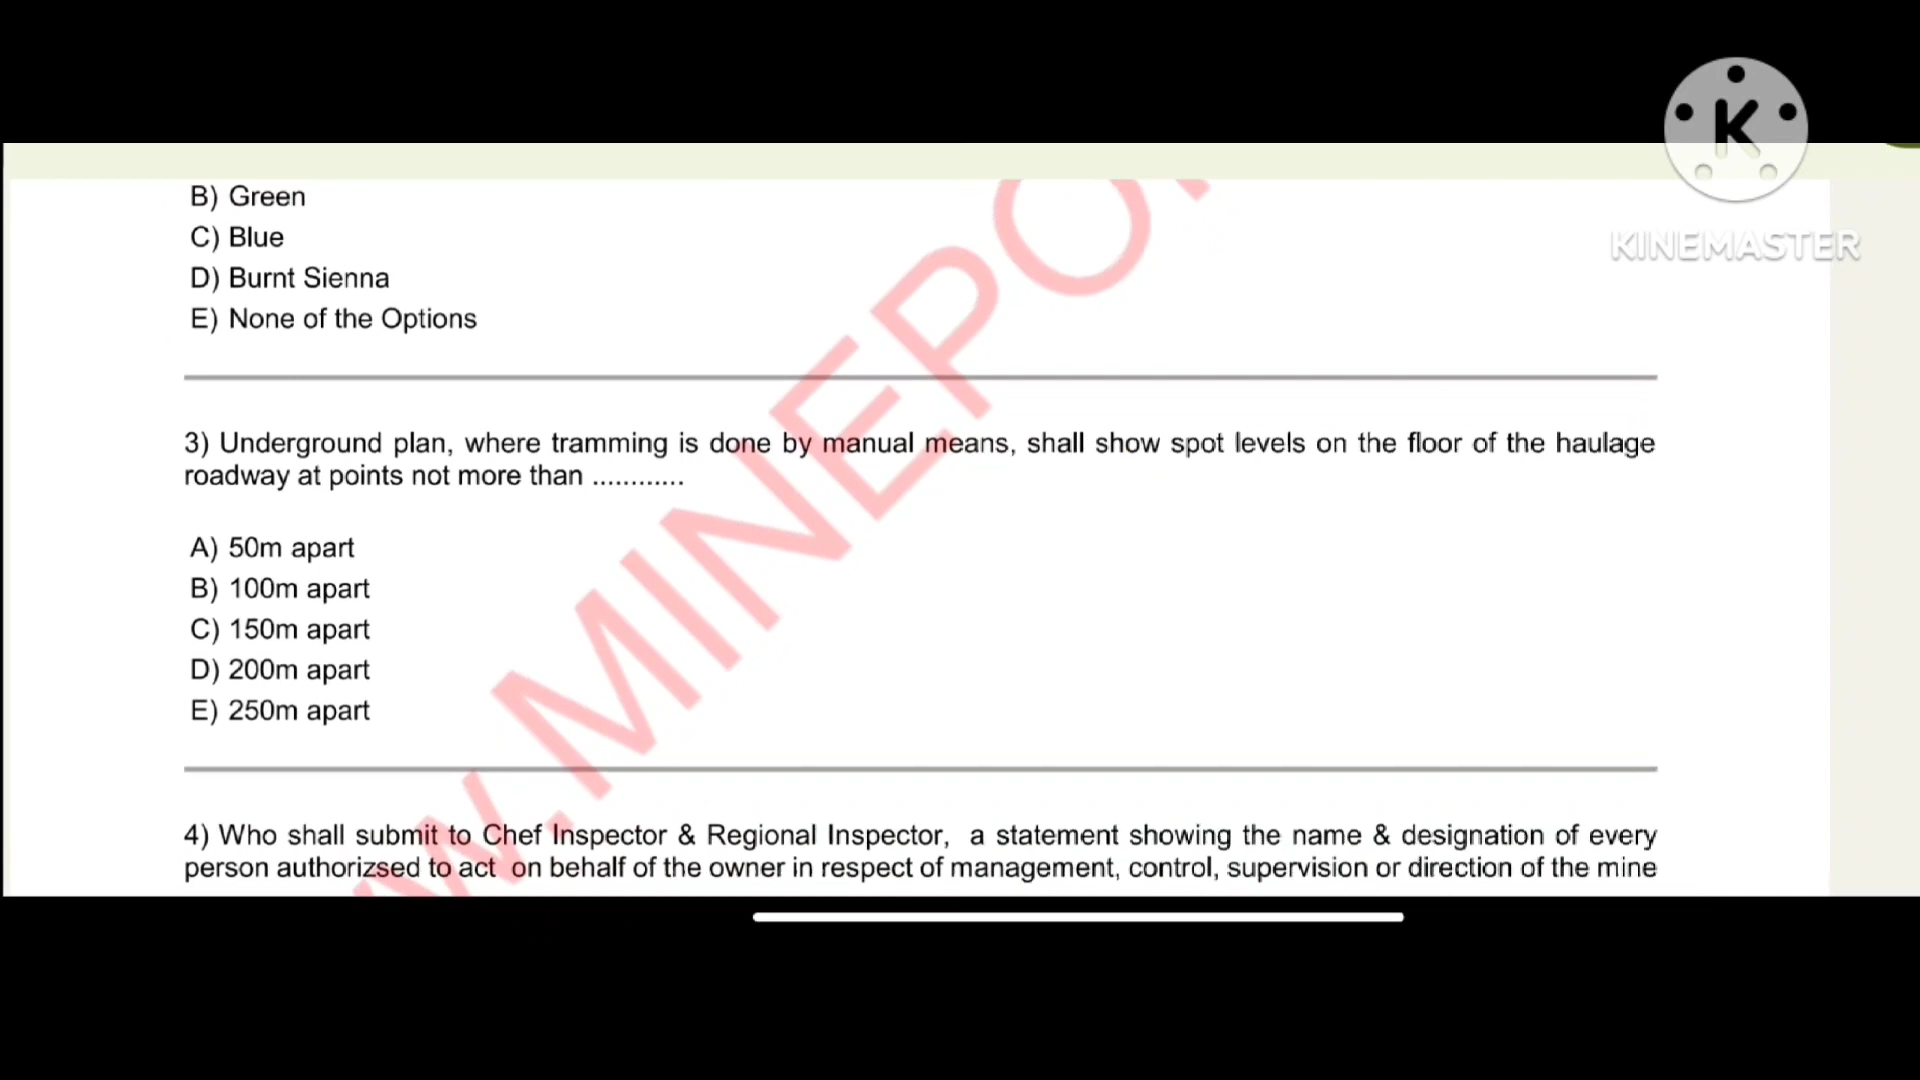 K
KINEMASTER
B) Green
C) Blue
D) Burnt Sienna
E) None of the Options
3) Underground plan, where tramming is done by manual means, shall show spot levels on the floor of the haulage
roadway at points not more than ............
A) 50m apart
B) 100m apart
C) 150m apart
D) 200m apart
E) 250m apart
4) Who shall submit to Chef Inspector & Regional Inspector, a statement showing the name & designation of every
person authorizsed to act on behalf of the owner in respect of management, control, supervision or direction of the mine
w.MINEPO